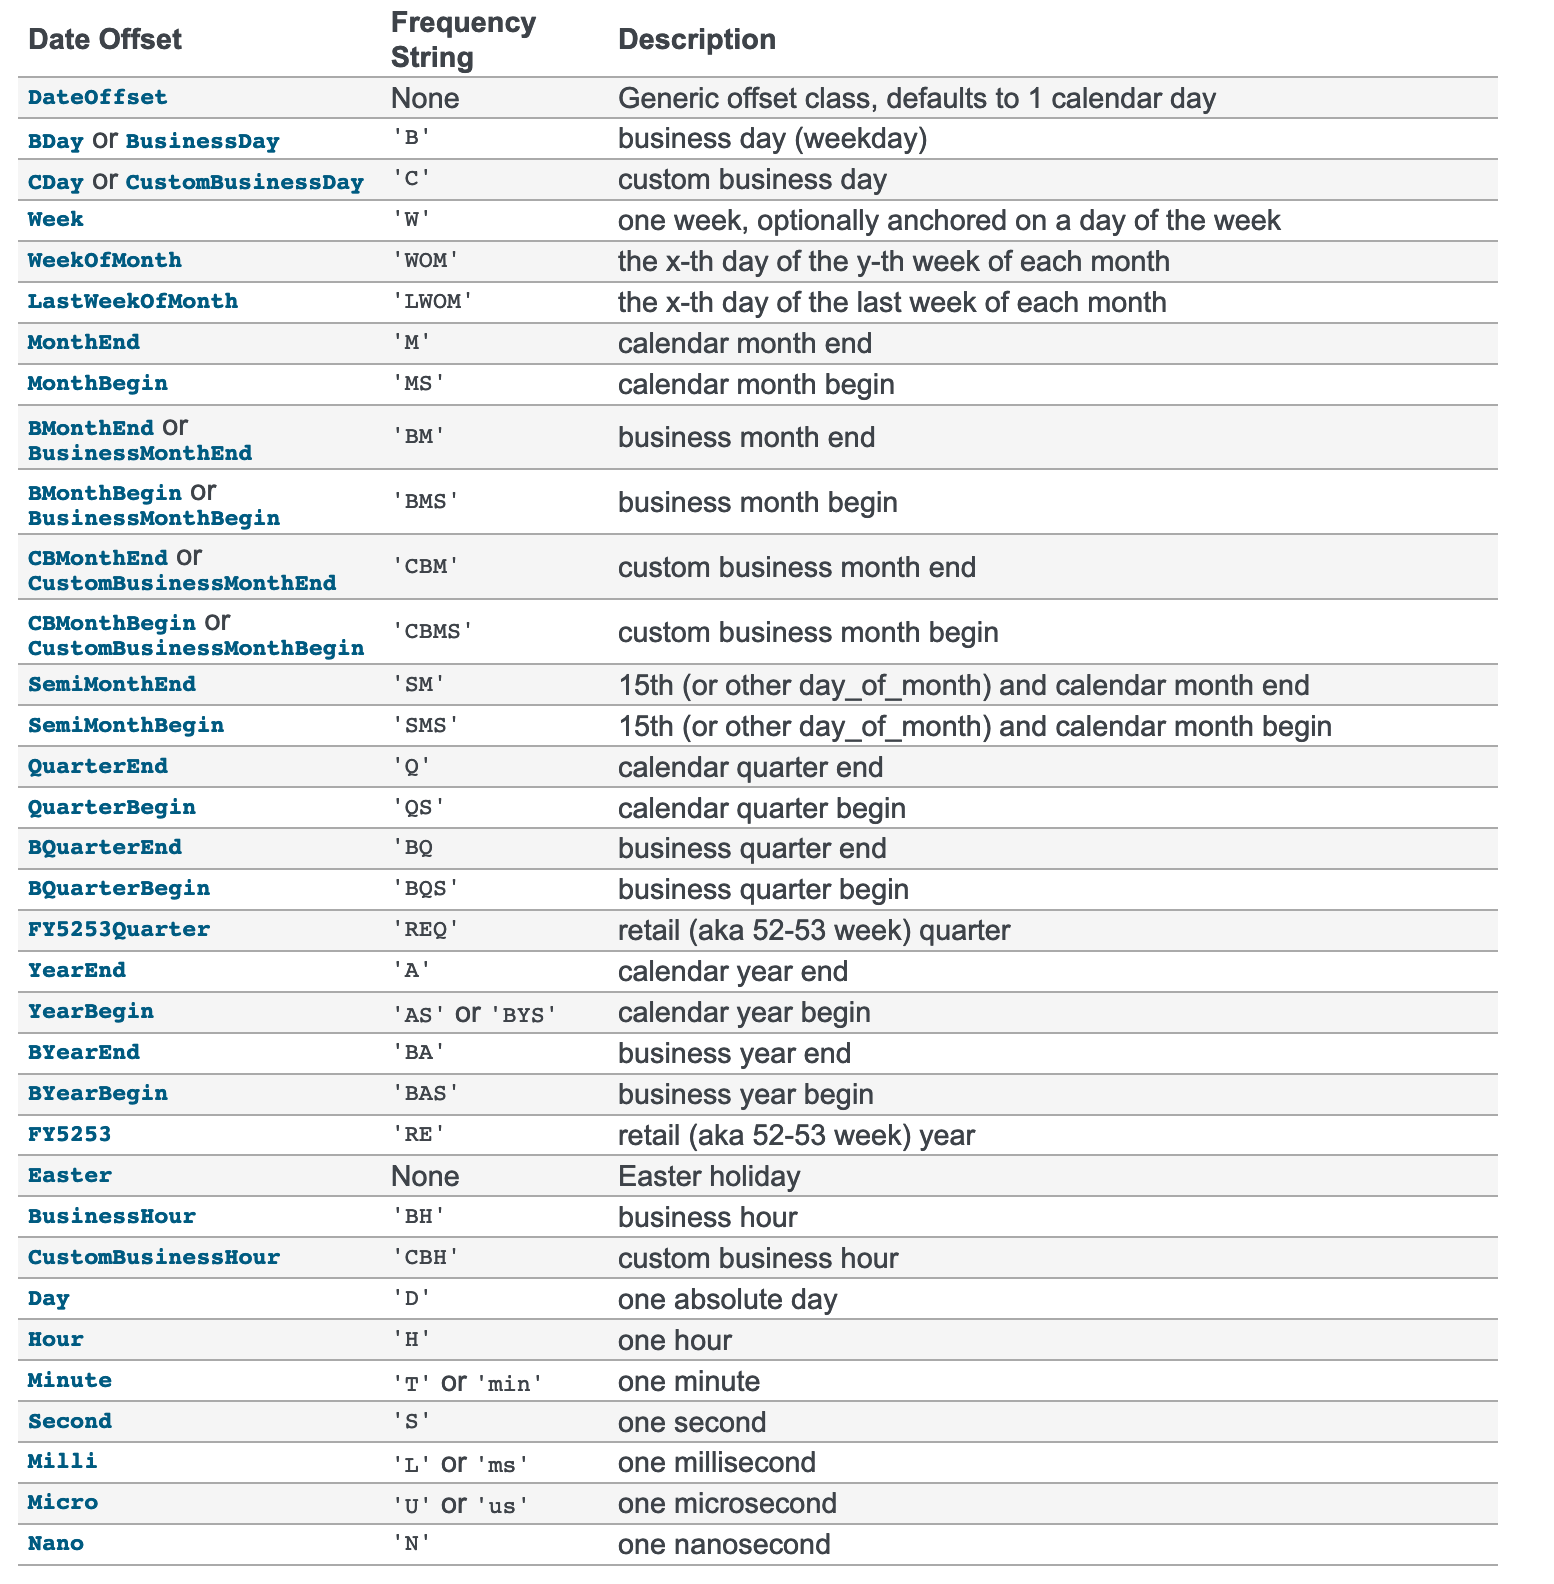 Date Offset Frequency String Description
DateOffset None Generic offset class, defaults to 1 calendar day
BDay or BusinessDay 'B' business day (weekday)
CDay or CustomBusinessDay 'C' custom business day
Week 'W' one week, optionally anchored on a day of the week
WeekOfMonth 'WOM' the x-th day of the y-th week of each month
LastWeekOfMonth 'LWOM' the x-th day of the last week of each month
MonthEnd 'M' calendar month end
MonthBegin 'MS' calendar month begin
BMonthEnd or
BusinessMonthEnd 'BM' business month end
BMonthBegin or
BusinessMonthBegin 'BMS' business month begin
CBMonthEnd or
CustomBusinessMonthEnd 'CBM' custom business month end
CBMonthBegin or
CustomBusinessMonthBegin 'CBMS' custom business month begin
SemiMonthEnd 'SM' 15th (or other day_of_month) and calendar month end
SemiMonthBegin 'SMS' 15th (or other day_of_month) and calendar month begin
QuarterEnd 'Q' calendar quarter end
QuarterBegin 'QS' calendar quarter begin
BQuarterEnd 'BQ business quarter end
BQuarterBegin 'BQS' business quarter begin
FY5253Quarter 'REQ' retail (aka 52-53 week) quarter
YearEnd 'A' calendar year end
YearBegin 'AS' or 'BYS' calendar year begin
BYearEnd 'BA' business year end
BYearBegin 'BAS' business year begin
FY5253 'RE' retail (aka 52-53 week) year
Easter None Easter holiday
BusinessHour 'BH' business hour
CustomBusinessHour 'CBH' custom business hour
Day 'D' one absolute day
Hour 'H' one hour
Minute 'T' or 'min' one minute
Second 'S' one second
Milli 'L' or 'ms' one millisecond
Micro 'U' or 'us' one microsecond
Nano 'N' one nanosecond